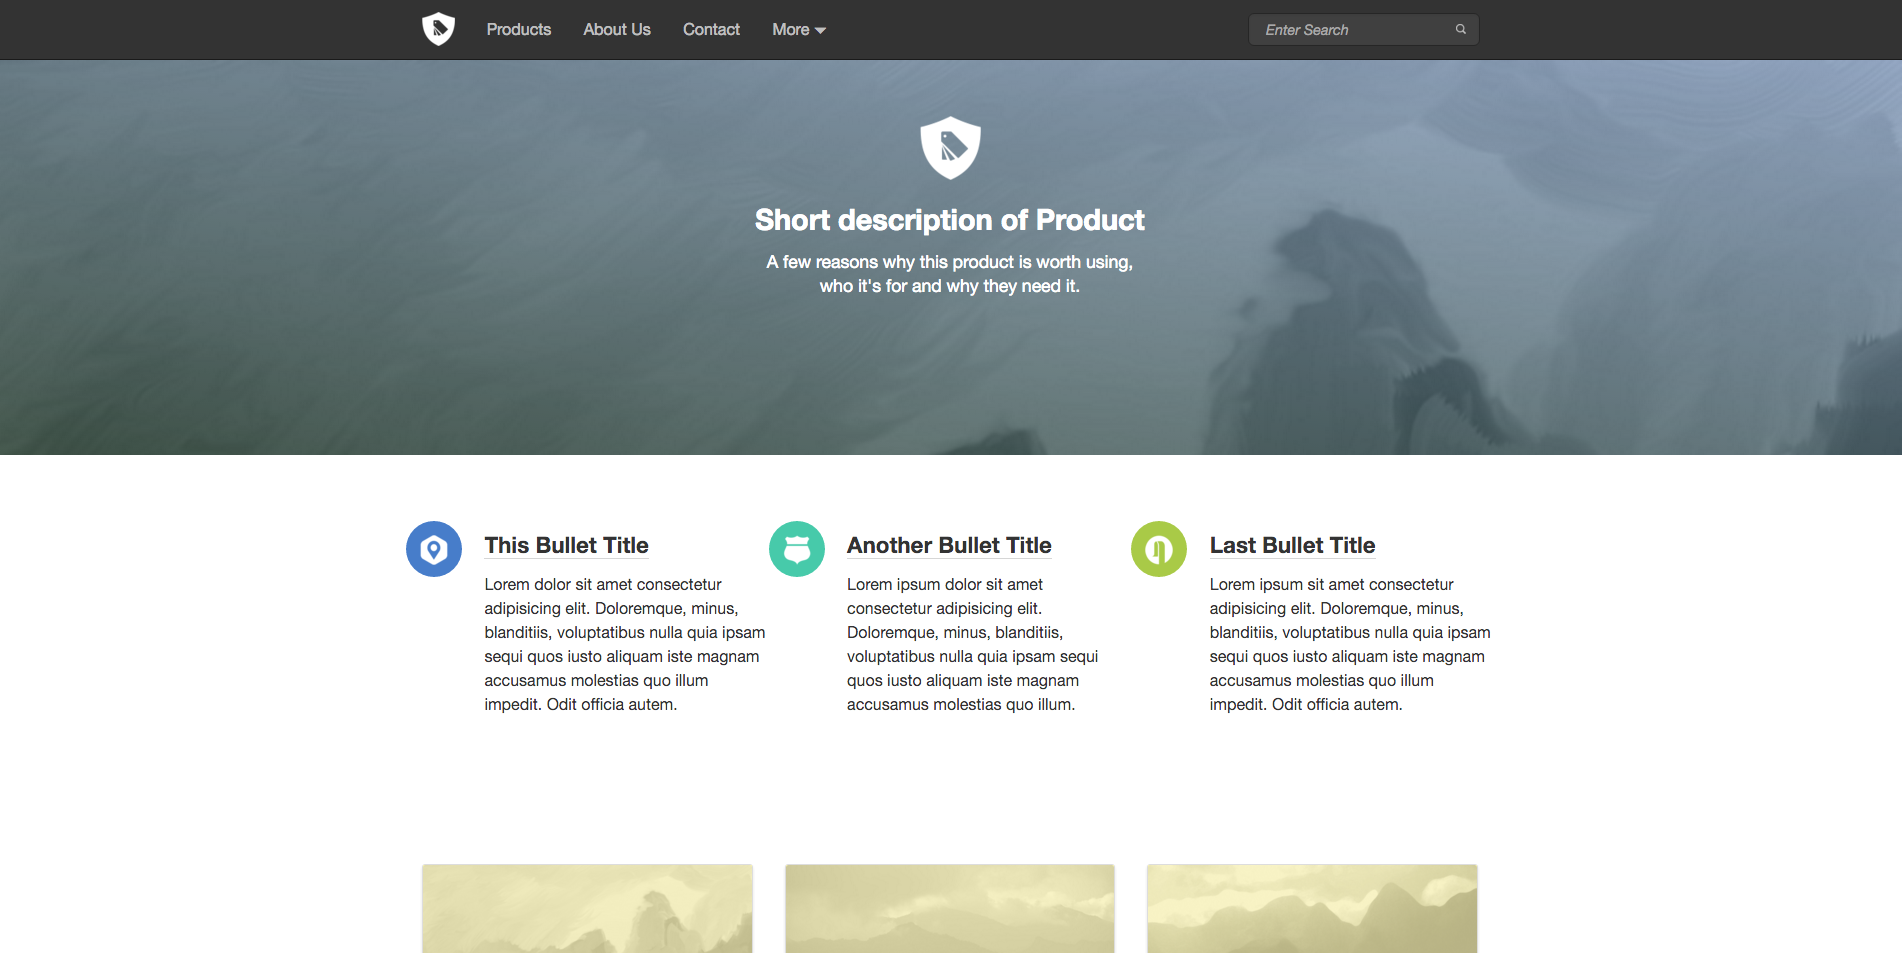 Products About Us Contact More Enter Search
Short description of Product
A few reasons why this product is worth using,
who it's for and why they need it.
This Bullet Title
Lorem dolor sit amet consectetur
adipisicing elit. Doloremque, minus,
blanditiis, voluptatibus nulla quia ipsam
sequi quos iusto aliquam iste magnam
accusamus molestias quo illum
impedit. Odit officia autem.
Another Bullet Title
Lorem ipsum dolor sit amet
consectetur adipisicing elit.
Doloremque, minus, blanditiis,
voluptatibus nulla quia ipsam sequi
quos iusto aliquam iste magnam
accusamus molestias quo illum.
Last Bullet Title
Lorem ipsum sit amet consectetur
adipisicing elit. Doloremque, minus,
blanditiis, voluptatibus nulla quia ipsam
sequi quos iusto aliquam iste magnam
accusamus molestias quo illum
impedit. Odit officia autem.